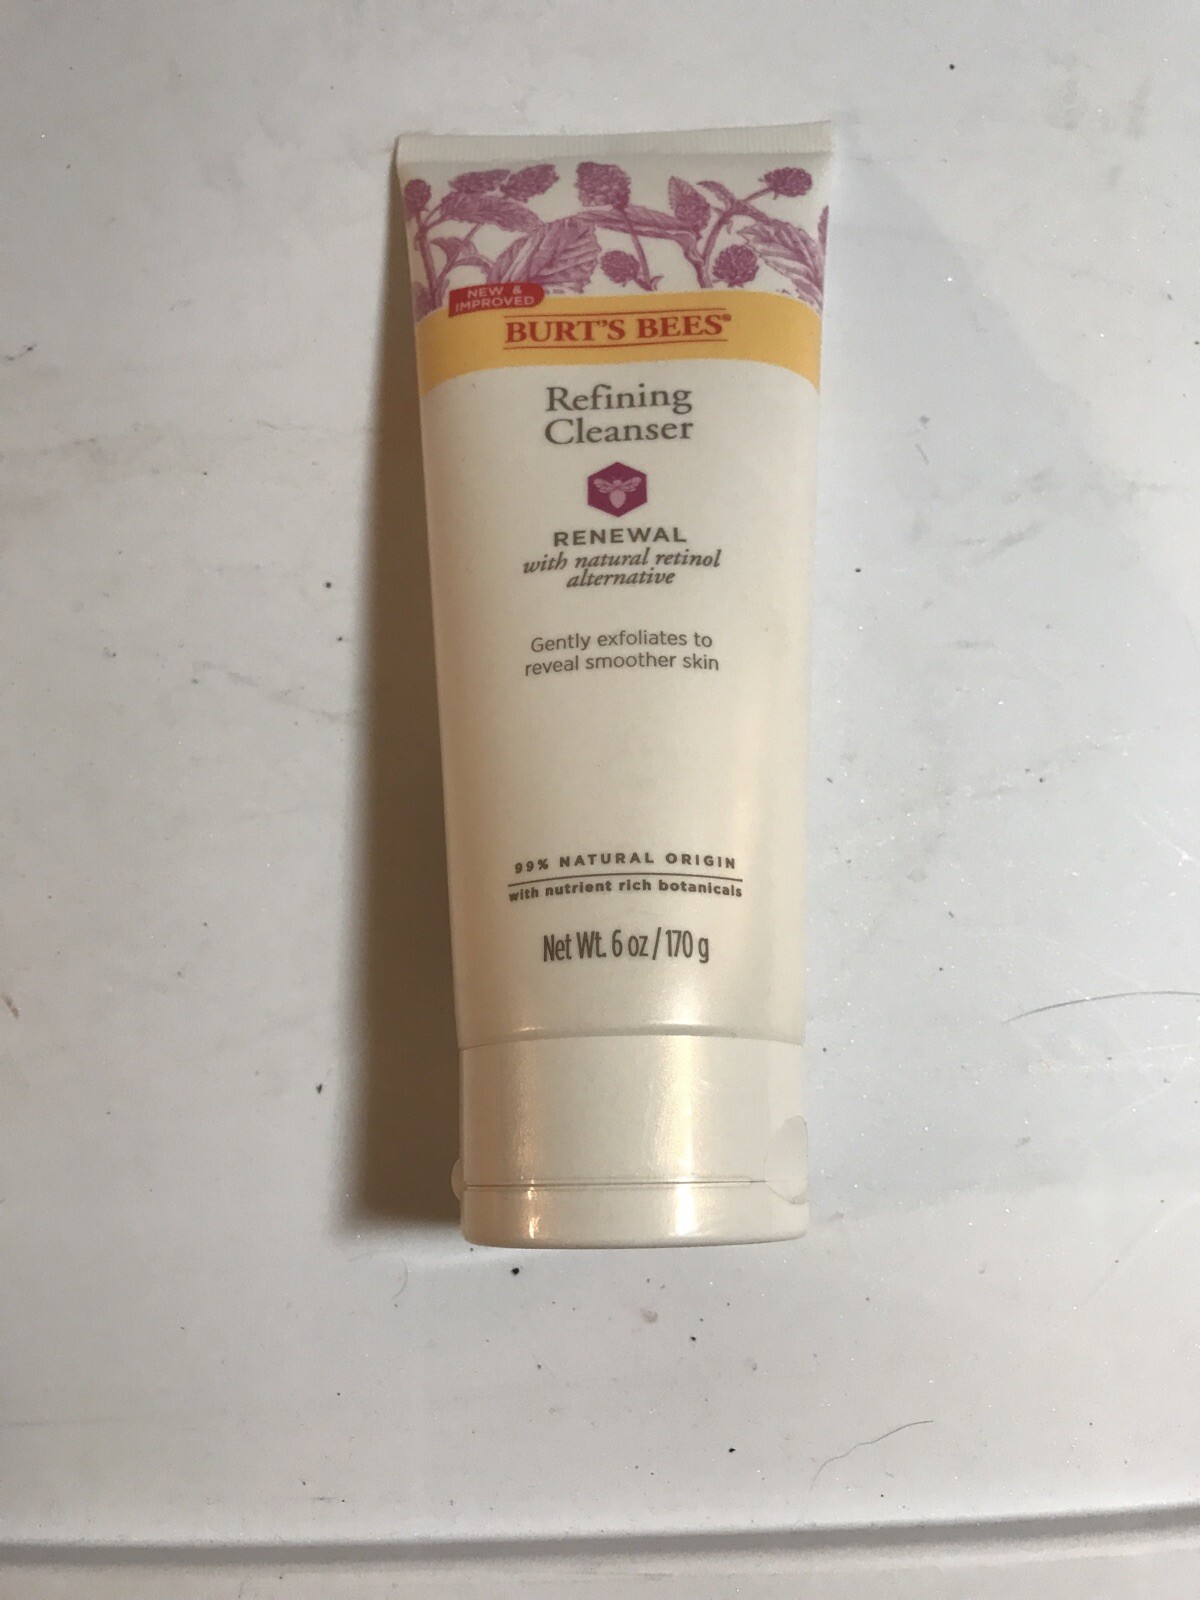 NEW &
IMPROVED
BURT'S BEES®
Refining
Cleanser
RENEWAL
with natural retinol
alternative
Gently exfoliates to
reveal smoother skin
99% NATURAL ORIGIN
with nutrient rich botanicals
Net Wt. 6 oz / 170 g